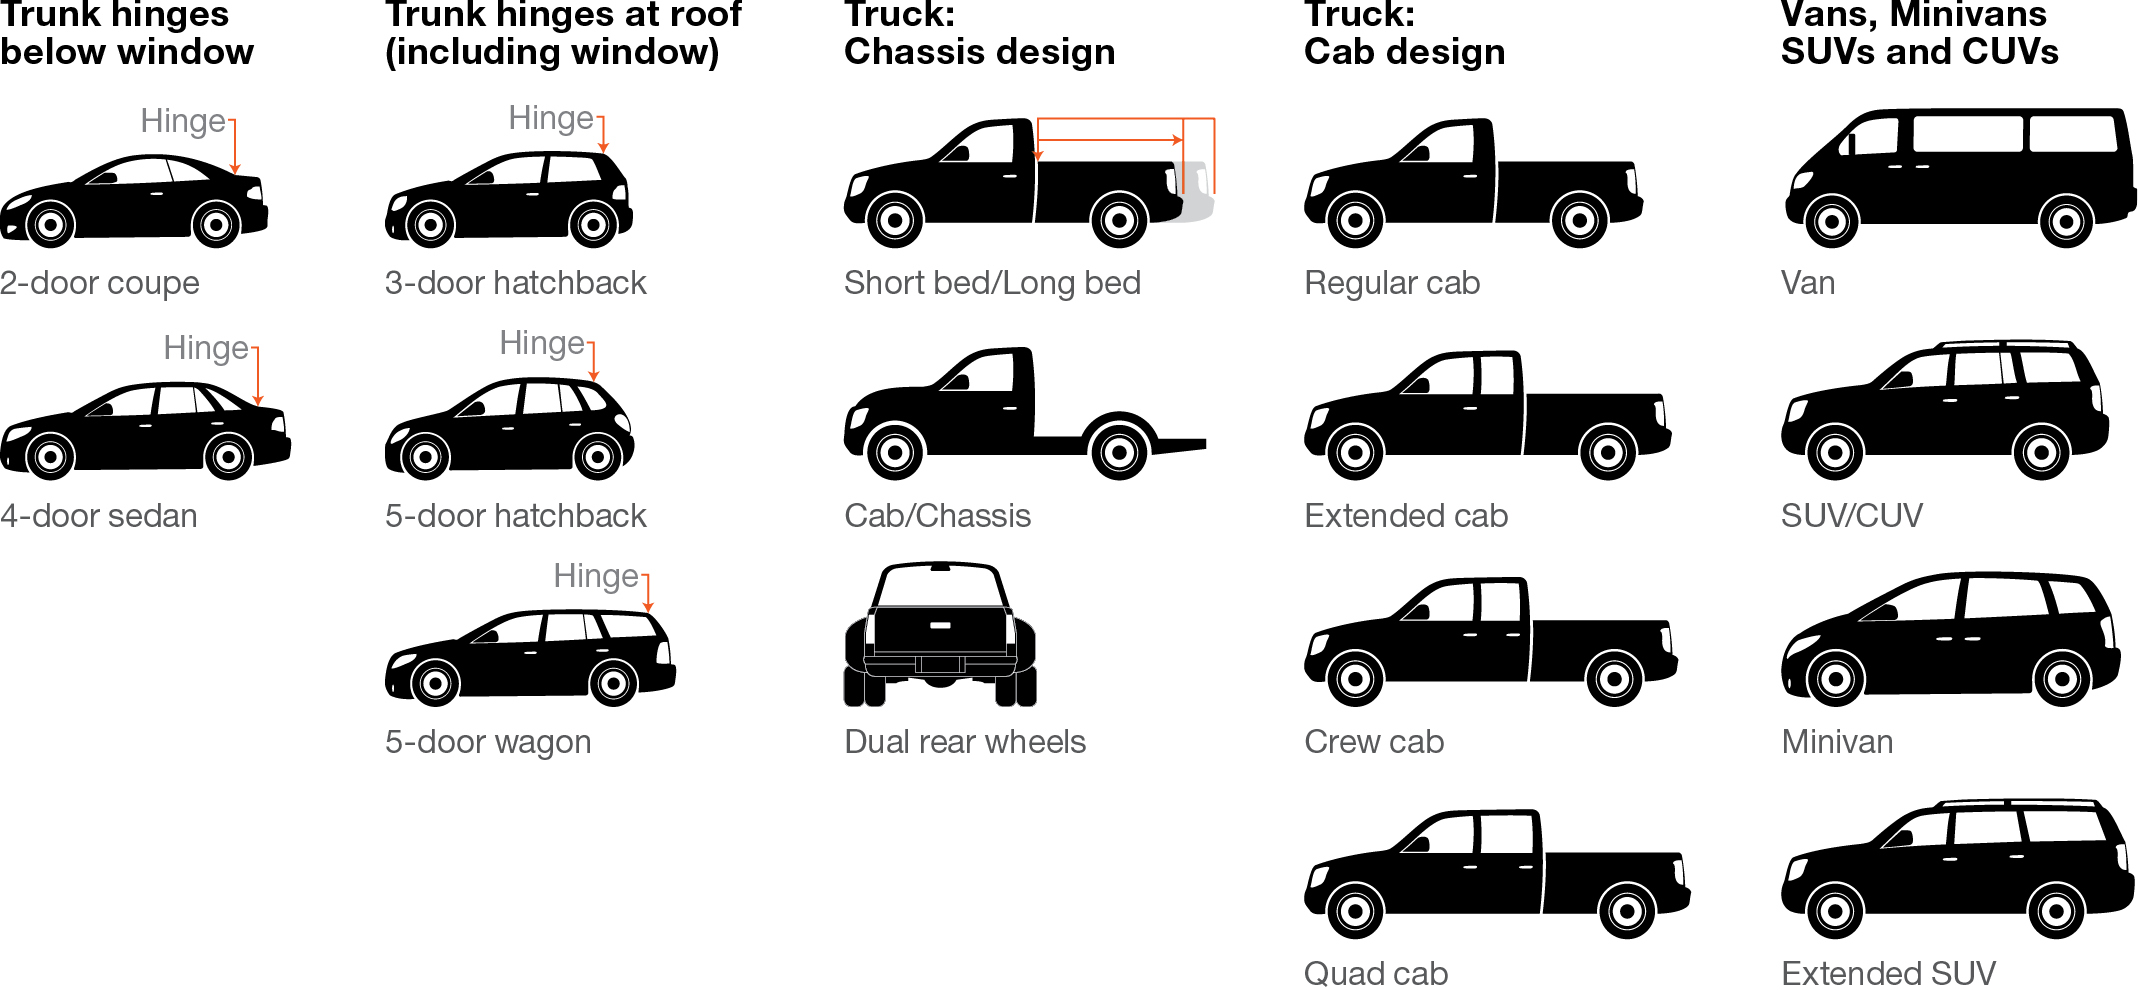 Trunk hinges
below window
Hinge
2-door coupe
Hinge
4-door sedan
Trunk hinges at roof
(including window)
Hinge
3-door hatchback
Hinge
5-door hatchback
Hinge
5-door wagon
Truck:
Chassis design
Short bed/Long bed
Cab/Chassis
Dual rear wheels
Truck:
Cab design
Regular cab
Extended cab
Crew cab
Quad cab
Vans, Minivans
SUVs and CUVs
Van
SUV/CUV
Minivan
Extended SUV